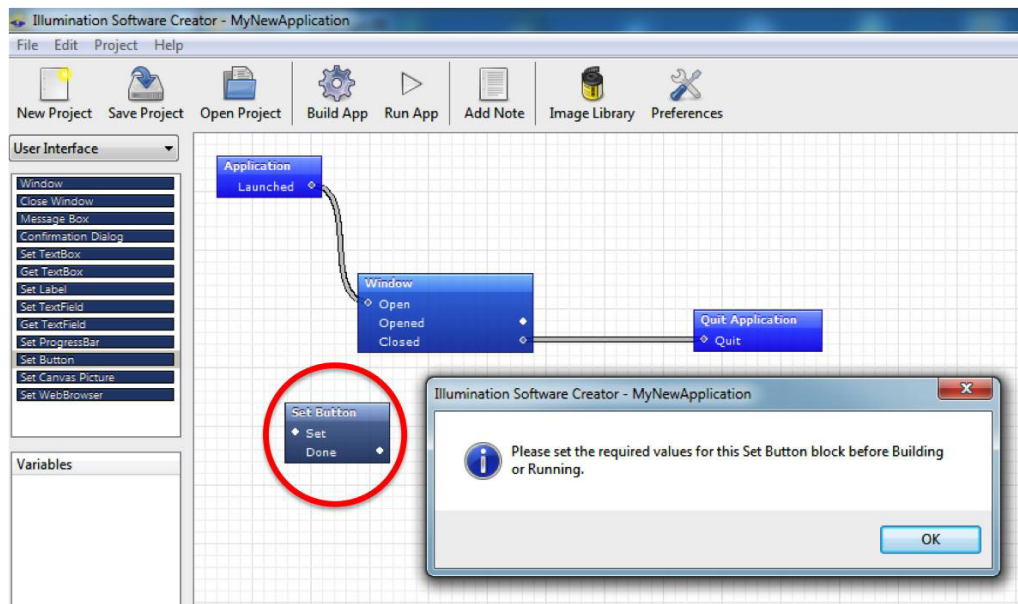 Illumination Software Creator - MyNewApplication
File Edit Project Help
New Project Save Project Open Project Build App Run App Add Note Image Library Preferences
User Interface
Window
Close Window
Message Box
Confirmation Dialog
Set TextBox
Get TextBox
Set Label
Set TextField
Get TextField
Set ProgressBar
Set Button
Set Canvas Picture
Set WebBrowser
Variables
Application
Launched
Window
Open
Opened
Closed
Quit Application
Quit
Set Button
Set
Done
Illumination Software Creator - MyNewApplication
Please set the required values for this Set Button block before Building
or Running.
OK